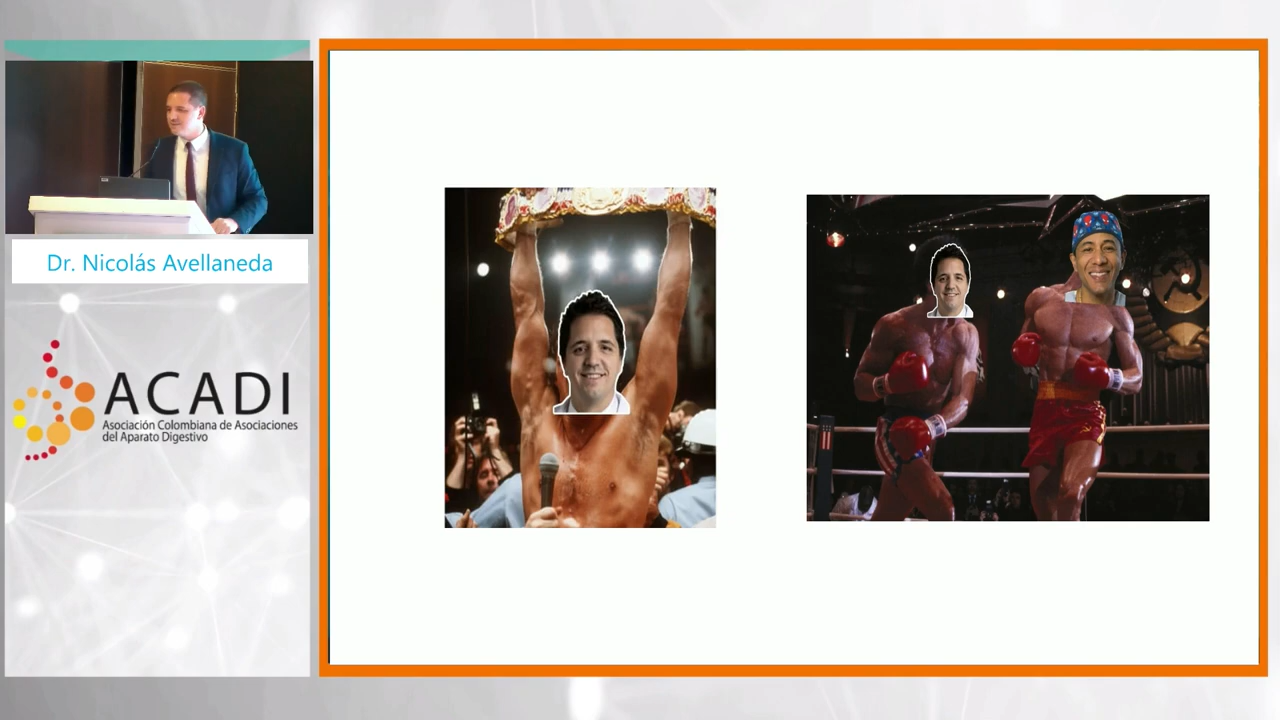 Dr. Nicolás Avellaneda
ACADI
Asociación Colombiana de Asociaciones
del Aparato Digestivo